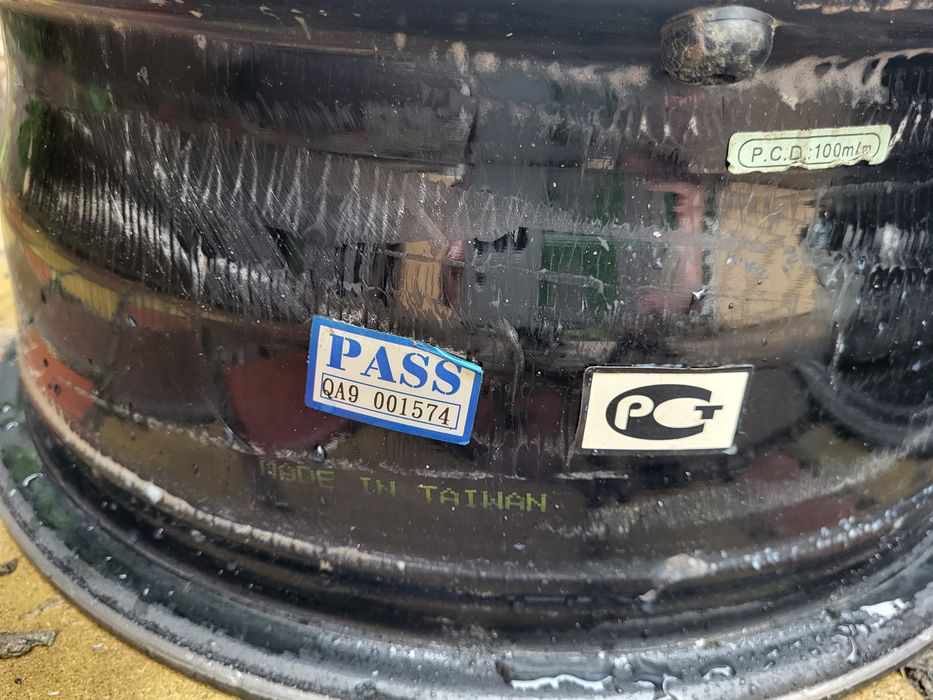 P.C.D.:100m/m
PASS
QA9 001574
PCT
MADE IN TAIWAN